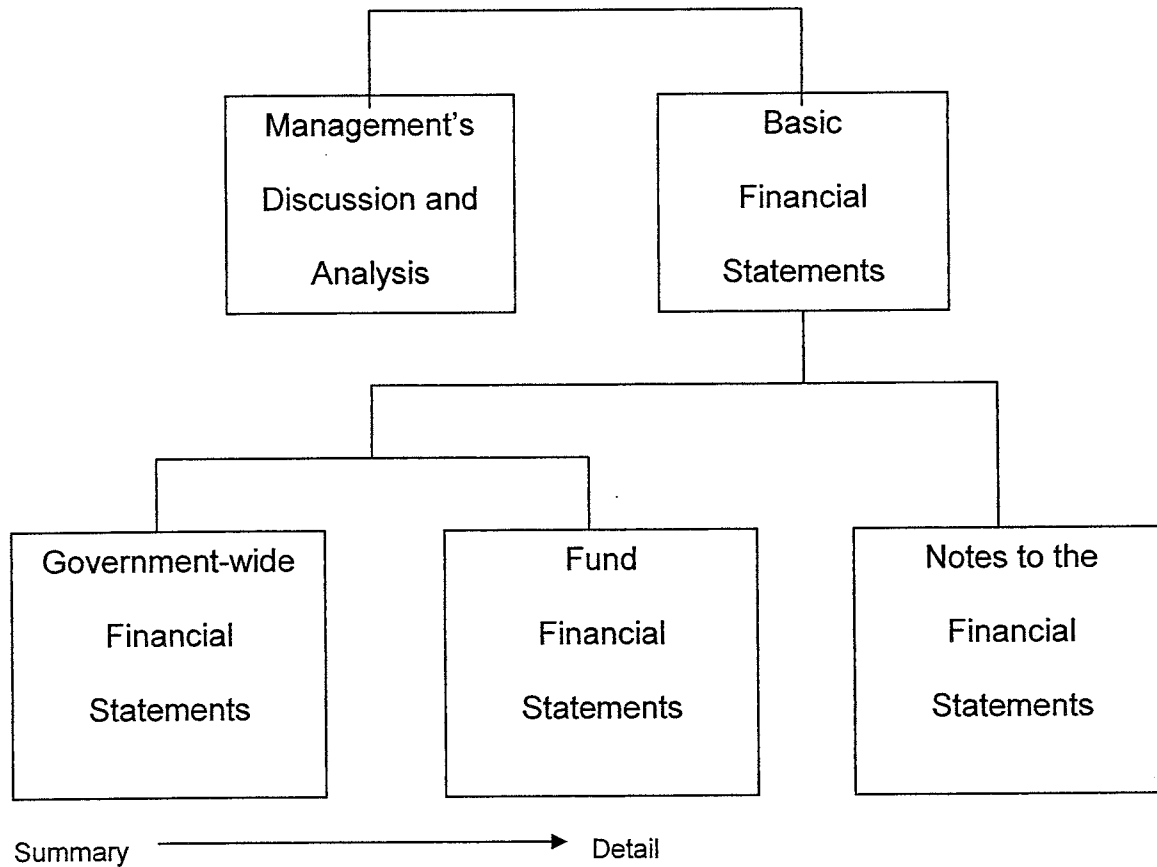 Management's
Discussion and
Analysis
Basic
Financial
Statements
Government-wide
Financial
Statements
Fund
Financial
Statements
Notes to the
Financial
Statements
Summary
Detail